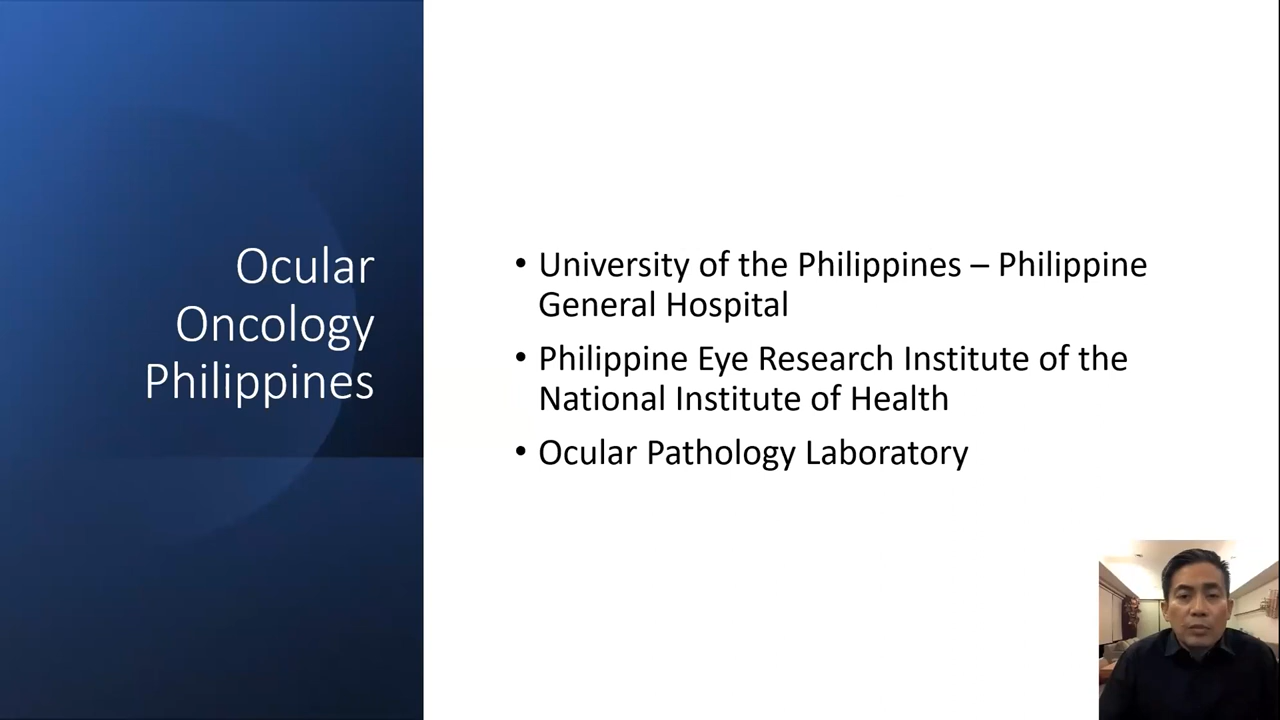 Ocular
Oncology
Philippines
• University of the Philippines – Philippine
General Hospital
• Philippine Eye Research Institute of the
National Institute of Health
• Ocular Pathology Laboratory